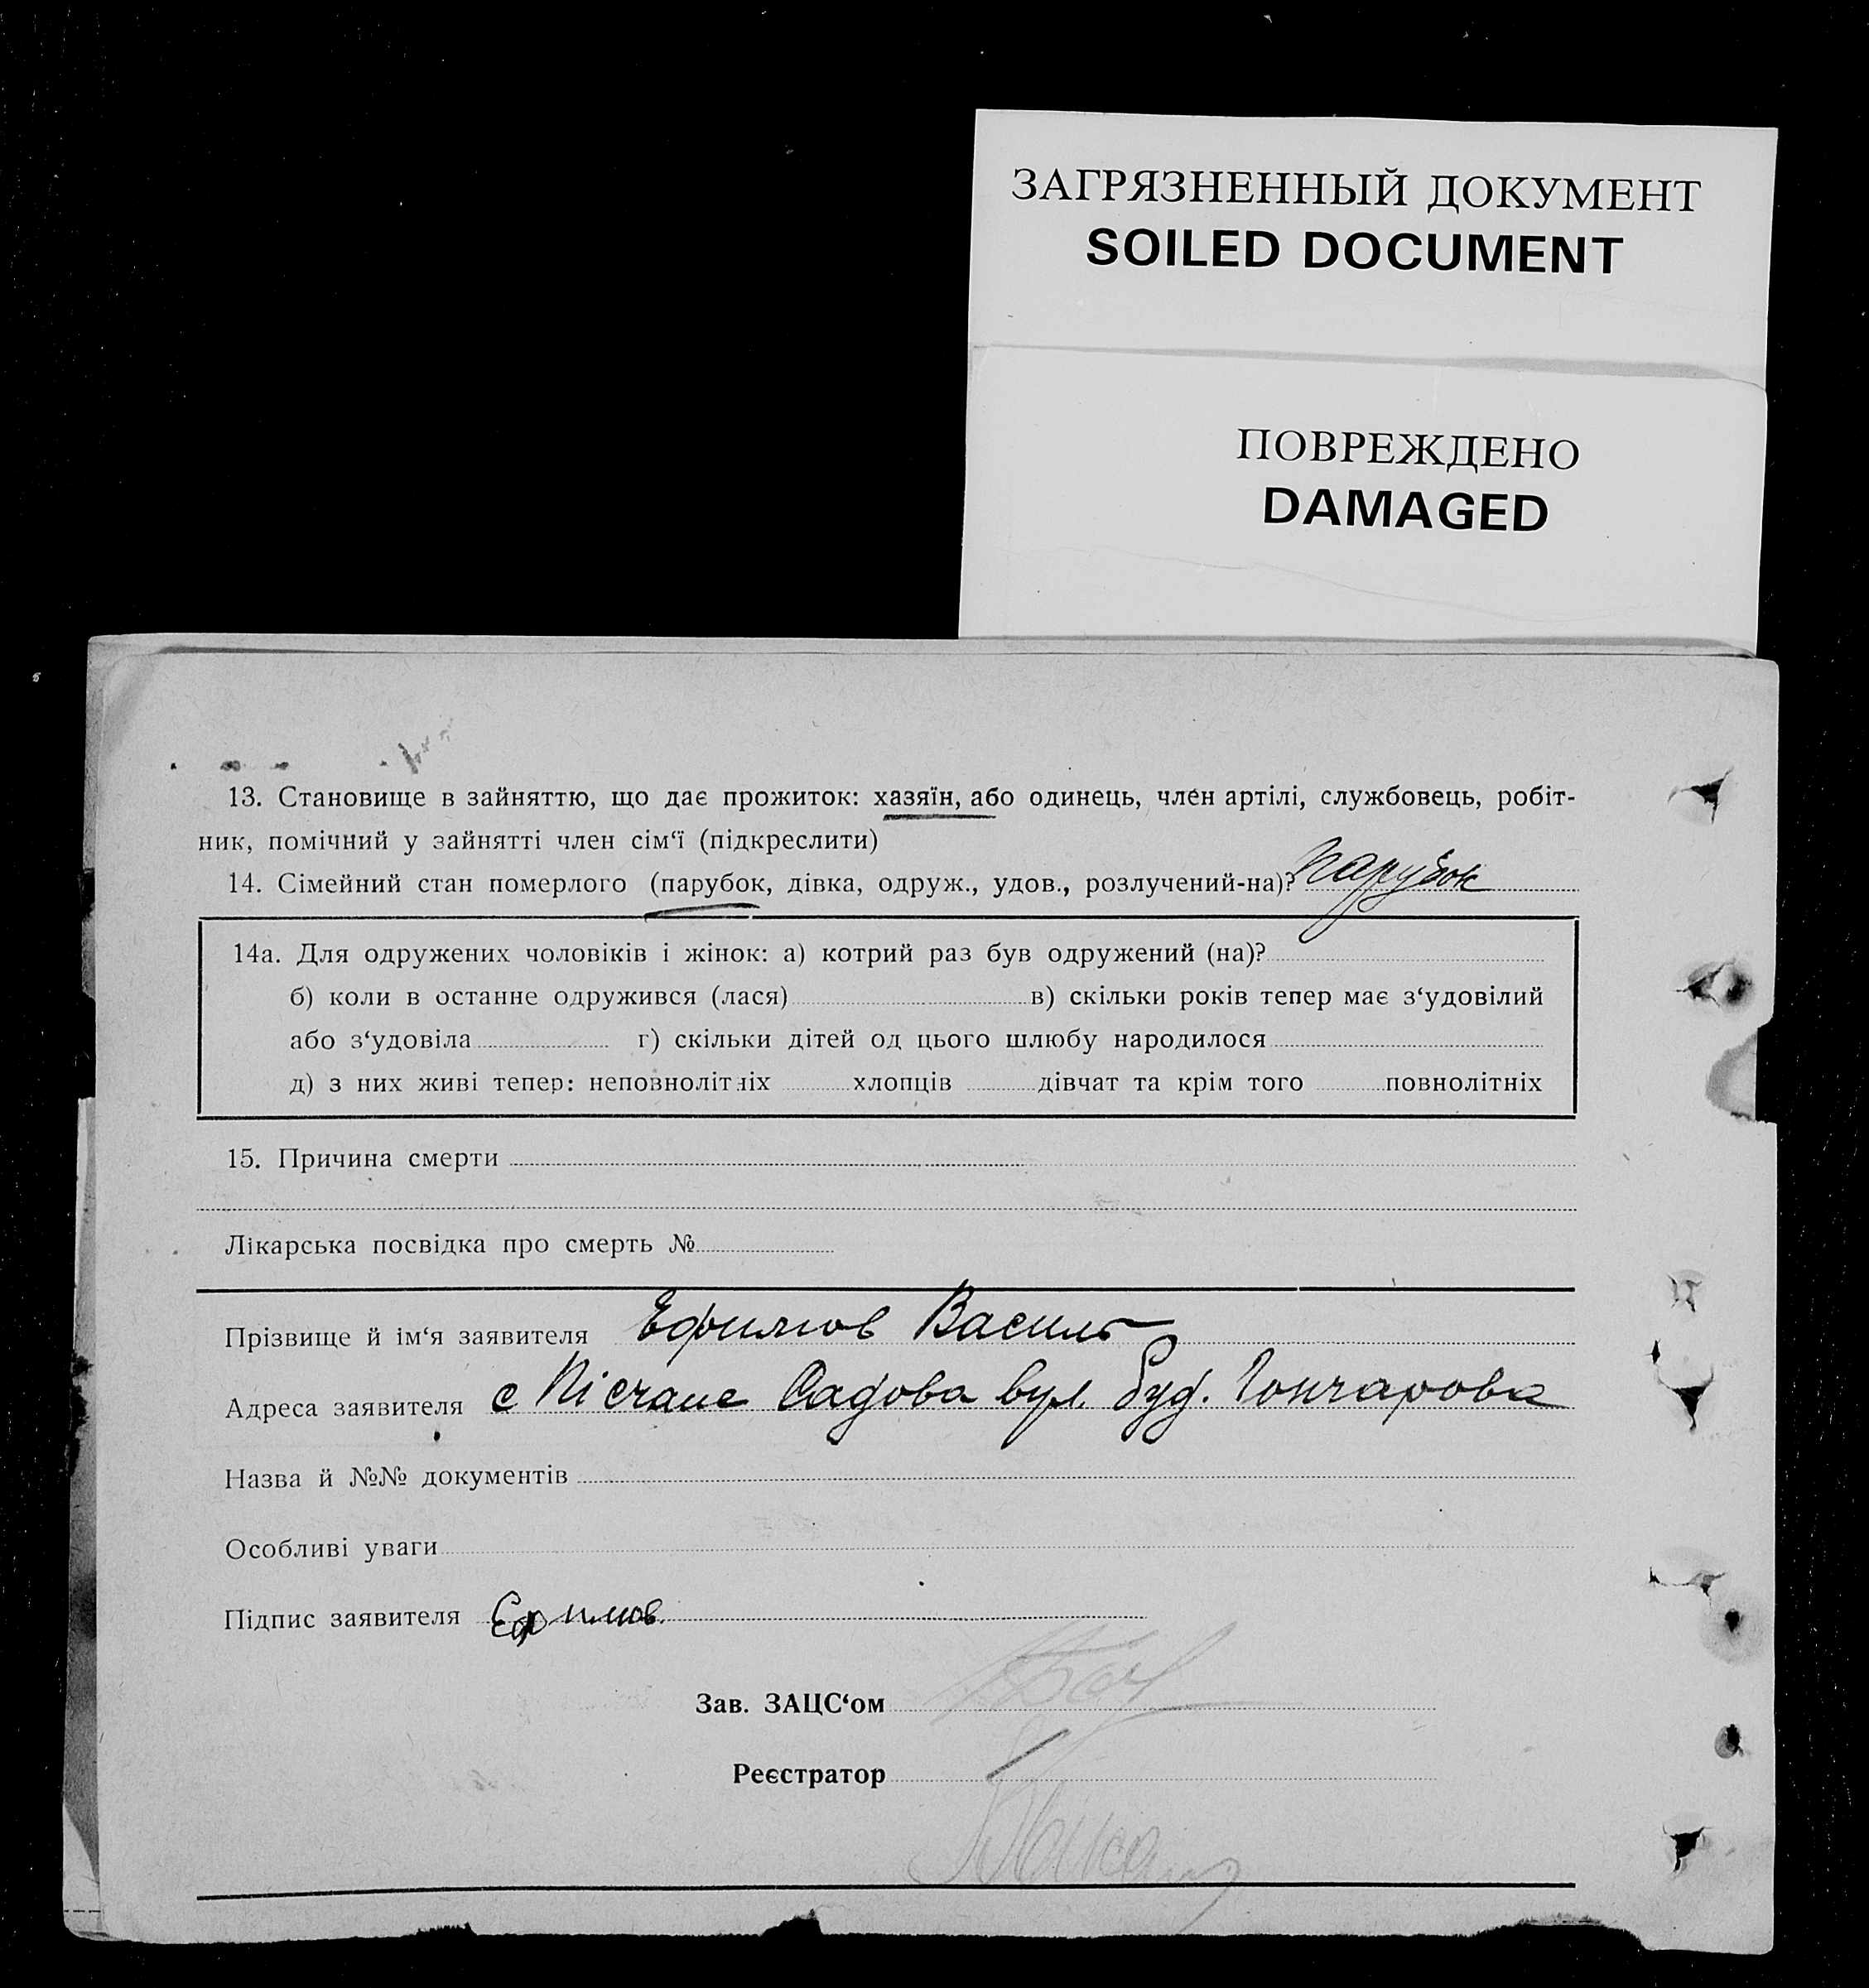 ЗАГРЯЗНЕННЫЙ ДОКУМЕНТ
SOILED DOCUMENT
ПОВРЕЖДЕНО
DAMAGED
13. Становище в зайняттю, що дає прожиток: хазяїн, або одинець, член артілі, службовець, робіт-
ник, помічний у зайнятті член сім‘ї (підкреслити)
14. Сімейний стан померлого (парубок, дівка, одруж., удов., розлучений-на)? парубок
14а. Для одружених чоловіків і жінок: а) котрий раз був одружений (на)?
б) коли в останне одружився (лася) в) скільки років тепер має з‘удовілий
або з‘удовіла г) скільки дітей од цього шлюбу народилося
д) з них живі тепер: неповнолітніх хлопців дівчат та крім того повнолітніх
15. Причина смерти
Лікарська посвідка про смерть №
Прізвище й ім‘я заявителя Ефимов Василь
Адреса заявителя с Пісчане Садова вул. буд. Гончарова
Назва й №№ документів
Особливі уваги
Підпис заявителя Ефимов.
Зав. ЗАЦС‘ом
Реєстратор